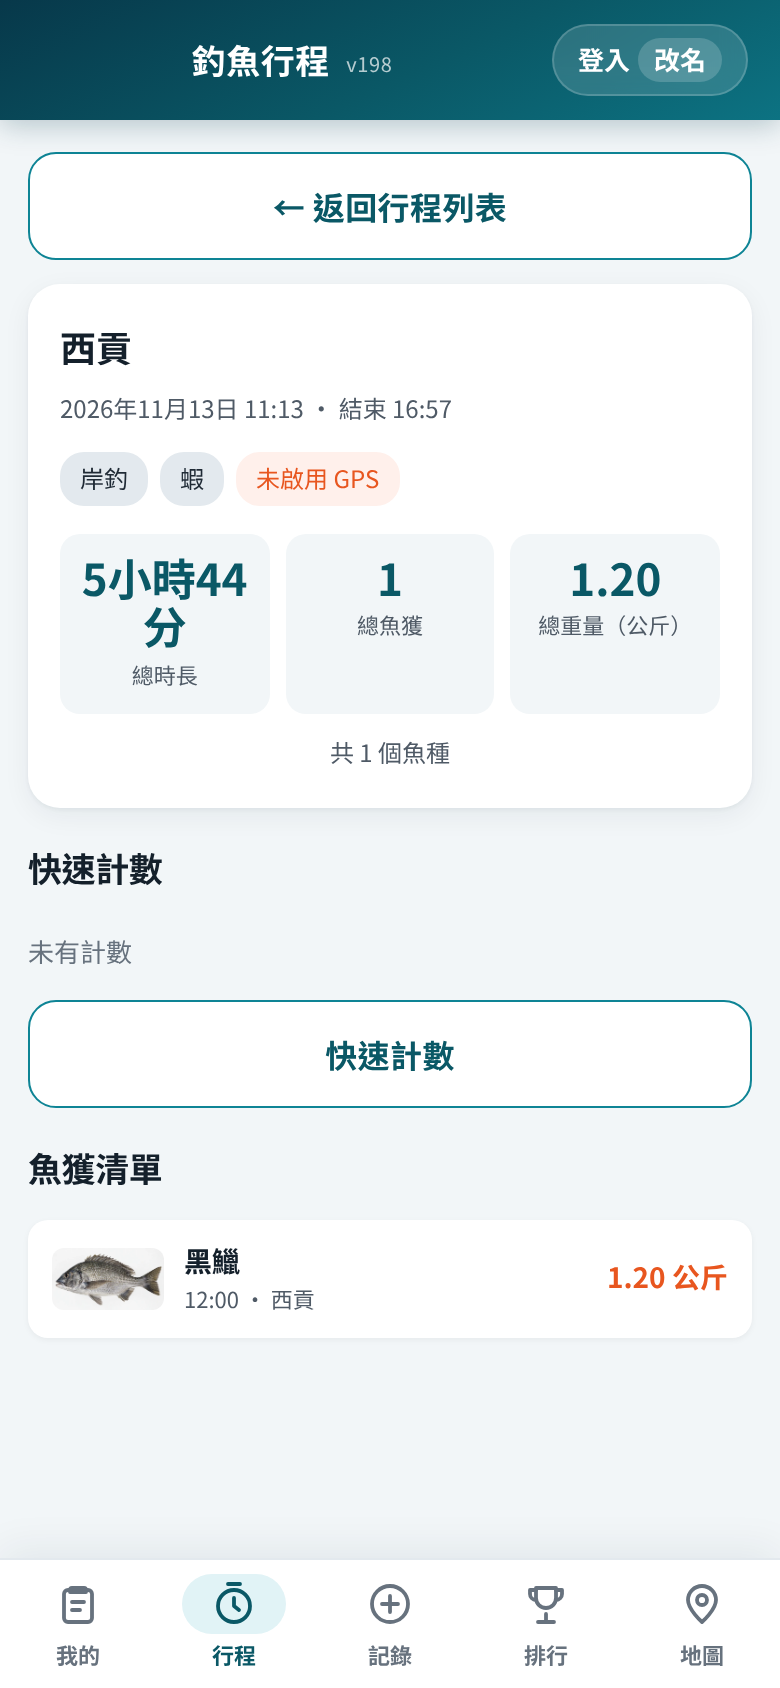 釣魚行程 v198
登入 改名
← 返回行程列表
西貢
2026年11月13日 11:13 • 結束 16:57
岸釣 蝦 未啟用 GPS
5小時44
分
總時長
1
總魚獲
1.20
總重量（公斤）
共 1 個魚種
快速計數
未有計數
快速計數
魚獲清單
黑鱲
12:00 • 西貢
1.20 公斤
我的 行程 記錄 排行 地圖